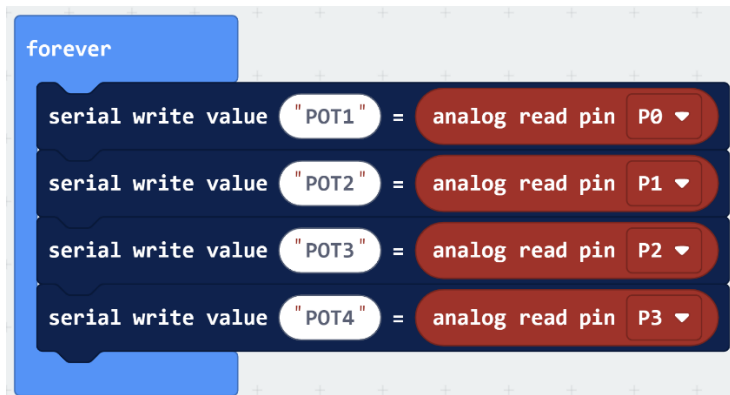 forever
serial write value "POT1" = analog read pin P0
serial write value "POT2" = analog read pin P1
serial write value "POT3" = analog read pin P2
serial write value "POT4" = analog read pin P3